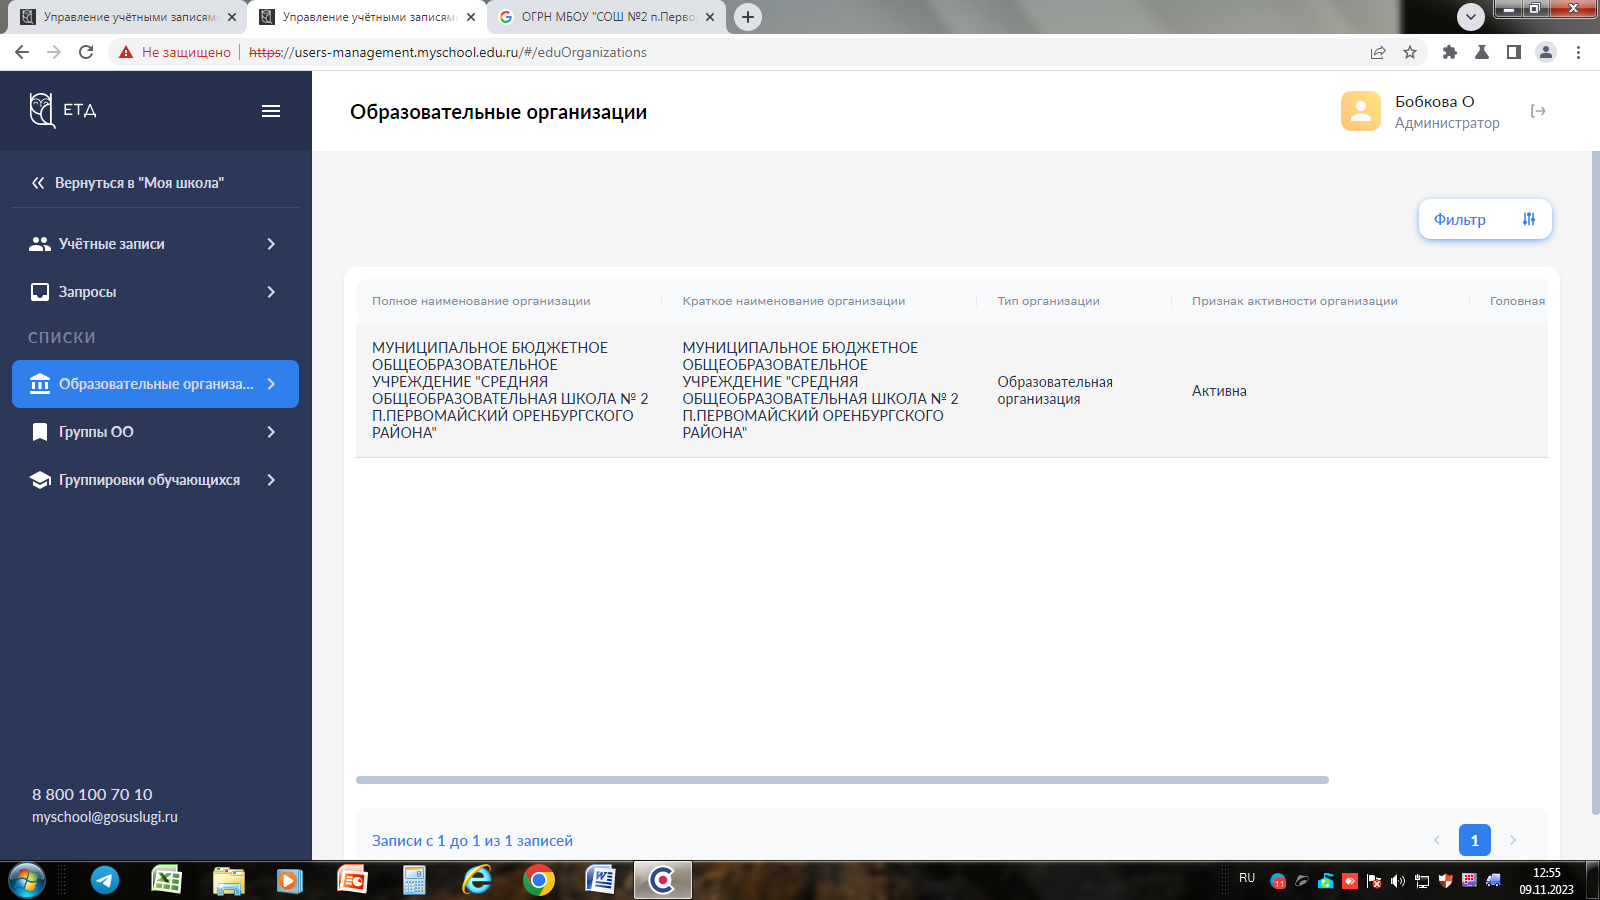 Управление учётными записям
Управление учётными записям
ОГРН МБОУ "СОШ №2 п.Перво
Не защищено
https://users-management.myschool.edu.ru/#/eduOrganizations
ЕТД
Образовательные организации
Бобкова О
Администратор
Вернуться в "Моя школа"
Учётные записи
Запросы
СПИСКИ
Образовательные организа...
Группы ОО
Группировки обучающихся
8 800 100 70 10
myschool@gosuslugi.ru
Фильтр
Полное наименование организации
Краткое наименование организации
Тип организации
Признак активности организации
Головная
МУНИЦИПАЛЬНОЕ БЮДЖЕТНОЕ
ОБЩЕОБРАЗОВАТЕЛЬНОЕ
УЧРЕЖДЕНИЕ "СРЕДНЯЯ
ОБЩЕОБРАЗОВАТЕЛЬНАЯ ШКОЛА № 2
П.ПЕРВОМАЙСКИЙ ОРЕНБУРГСКОГО
РАЙОНА"
МУНИЦИПАЛЬНОЕ БЮДЖЕТНОЕ
ОБЩЕОБРАЗОВАТЕЛЬНОЕ
УЧРЕЖДЕНИЕ "СРЕДНЯЯ
ОБЩЕОБРАЗОВАТЕЛЬНАЯ ШКОЛА № 2
П.ПЕРВОМАЙСКИЙ ОРЕНБУРГСКОГО
РАЙОНА"
Образовательная
организация
Активна
Записи с 1 до 1 из 1 записей
1
RU
11
12:55
09.11.2023